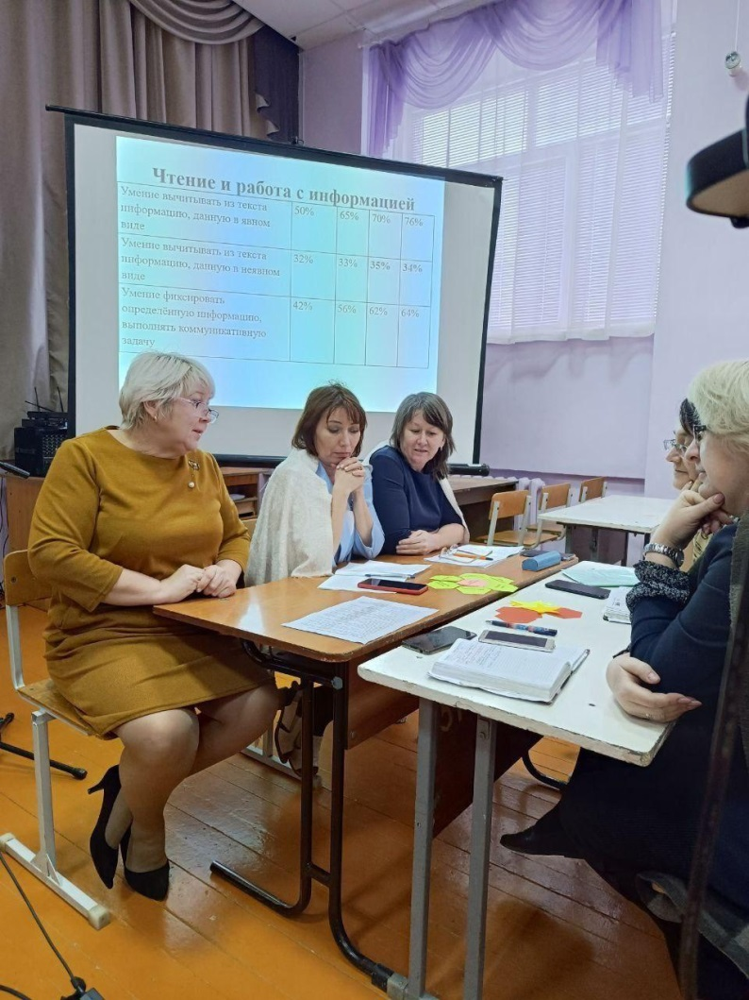 Чтение и работа с информацией
Умение вычитывать из текста
информацию, данную в явном
виде
50% 65% 70% 76%
Умение вычитывать из текста
информацию, данную в неявном
виде
32% 33% 35% 34%
Умение фиксировать
определённую информацию,
выполнять коммуникативную
задачу
42% 56% 62% 64%